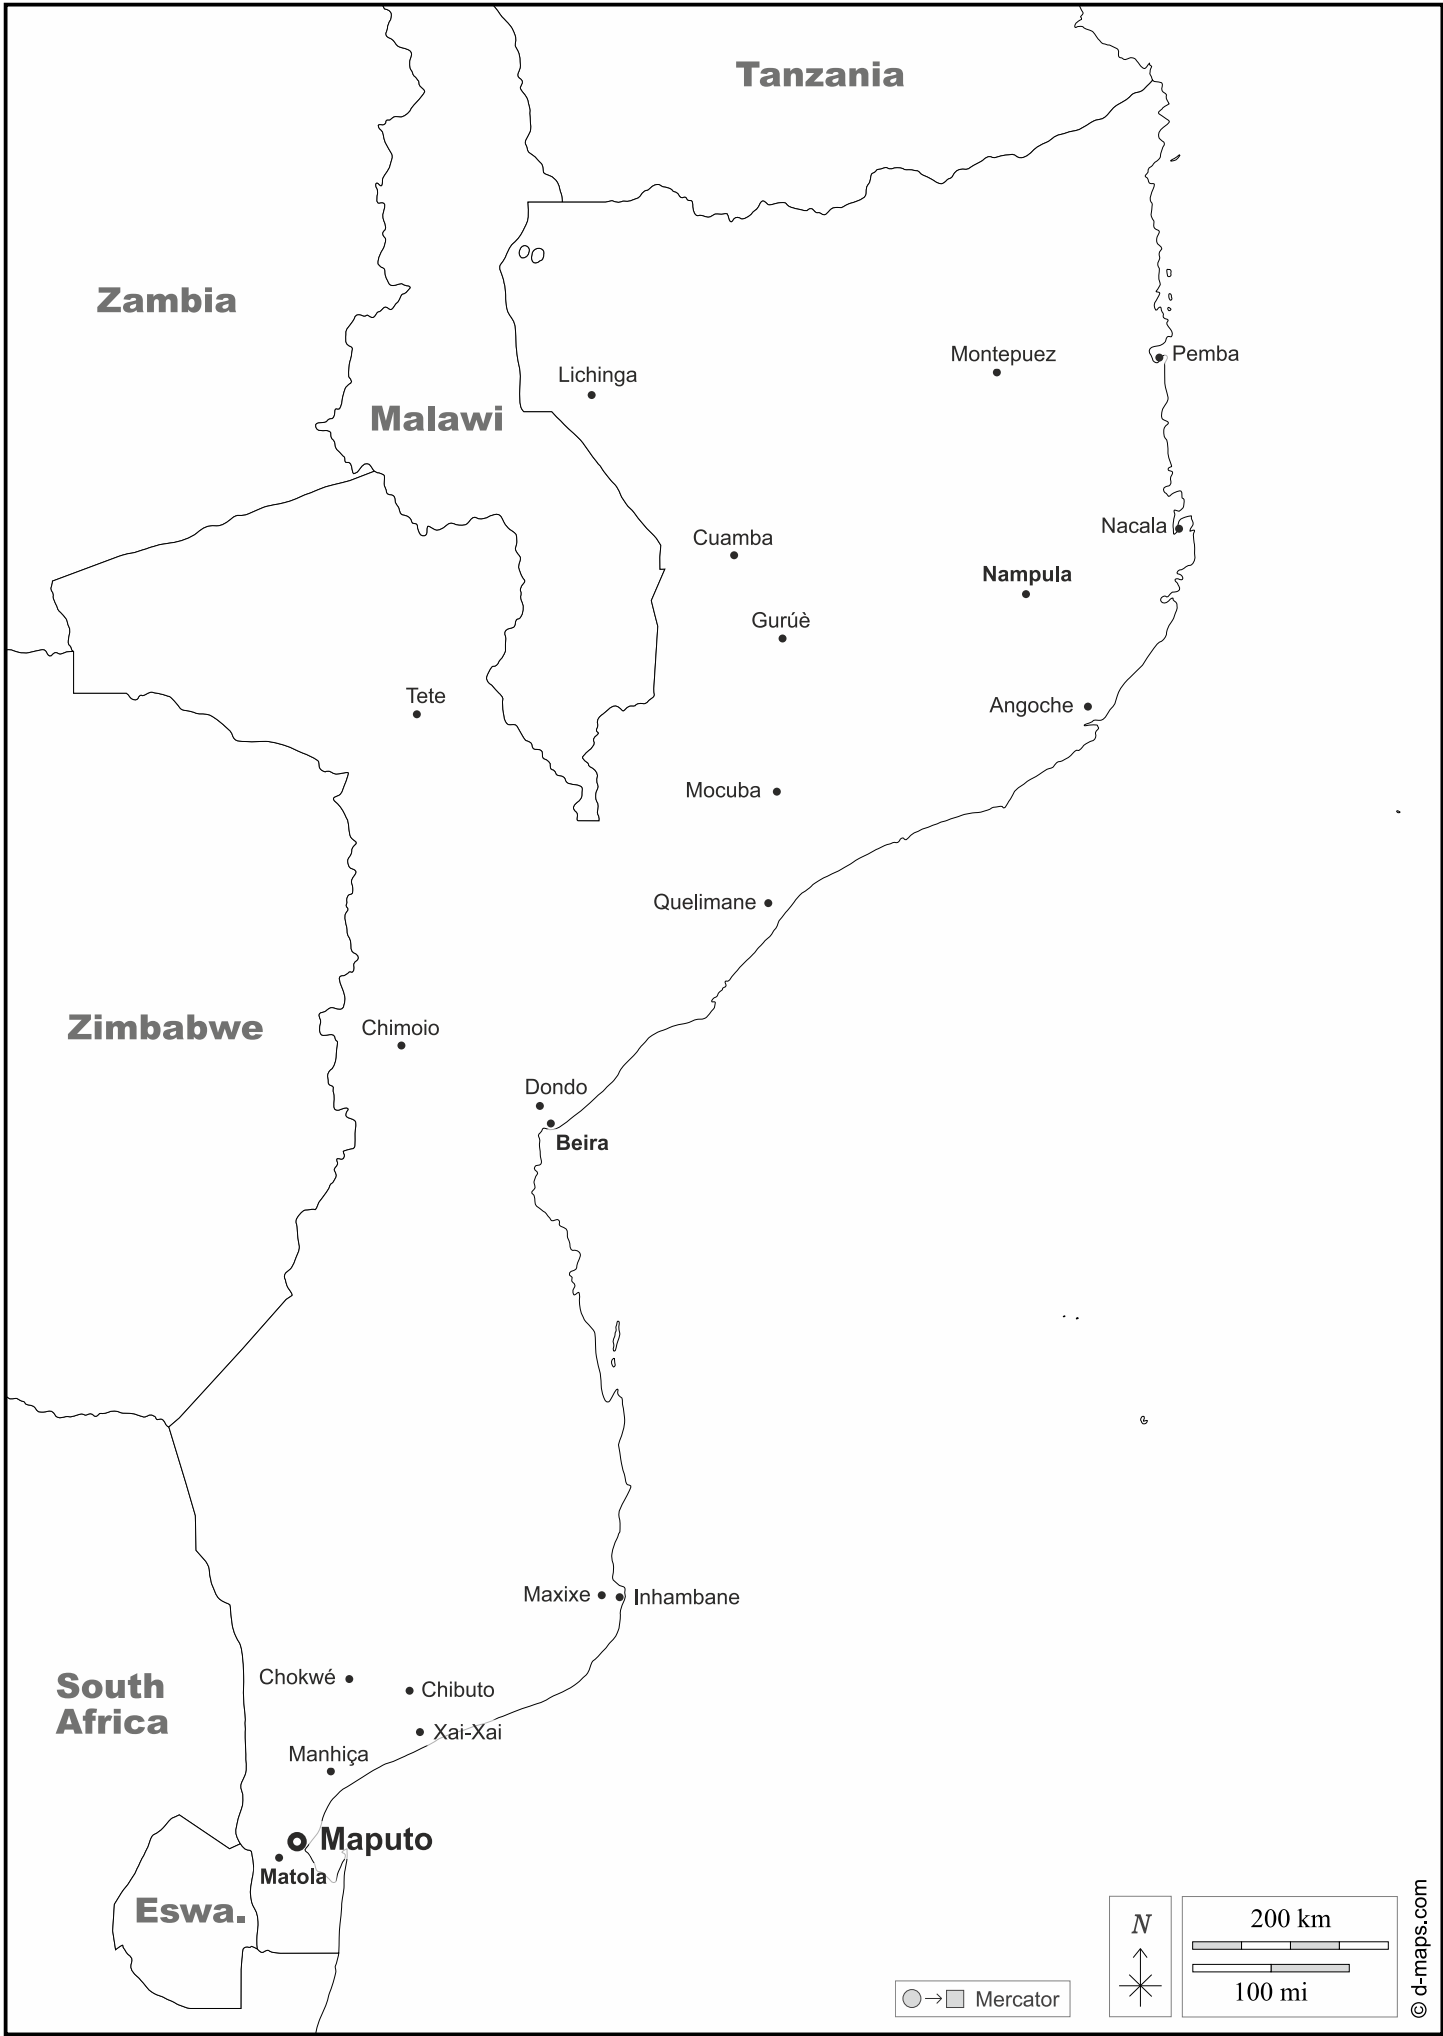 Tanzania
Zambia
Montepuez
Pemba
Lichinga
Malawi
Nacala
Cuamba
Nampula
Gurúè
Tete
Angoche
Mocuba
Quelimane
Zimbabwe
Chimoio
Dondo
Beira
Maxixe
Inhambane
Chokwé
Chibuto
South
Africa
Xai-Xai
Manhiça
Maputo
Matola
Eswa.
N
200 km
100 mi
Mercator
© d-maps.com